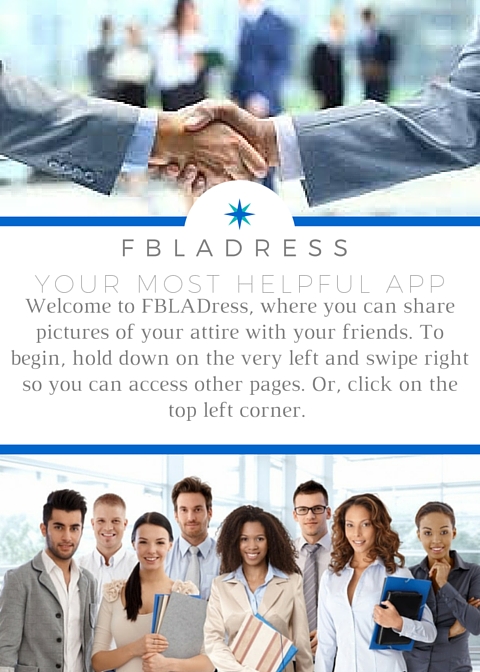 FBLADRESS
YOUR MOST HELPFUL APP
Welcome to FBLADress, where you can share
pictures of your attire with your friends. To
begin, hold down on the very left and swipe right
so you can access other pages. Or, click on the
top left corner.